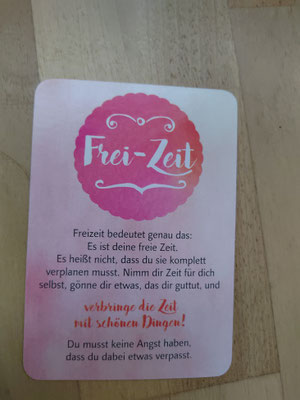 Frei-Zeit
Freizeit bedeutet genau das:
Es ist deine freie Zeit.
Es heißt nicht, dass du sie komplett
verplanen musst. Nimm dir Zeit für dich
selbst, gönne dir etwas, das dir guttut, und
verbringe die Zeit
mit schönen Dingen!
Du musst keine Angst haben,
dass du dabei etwas verpasst.